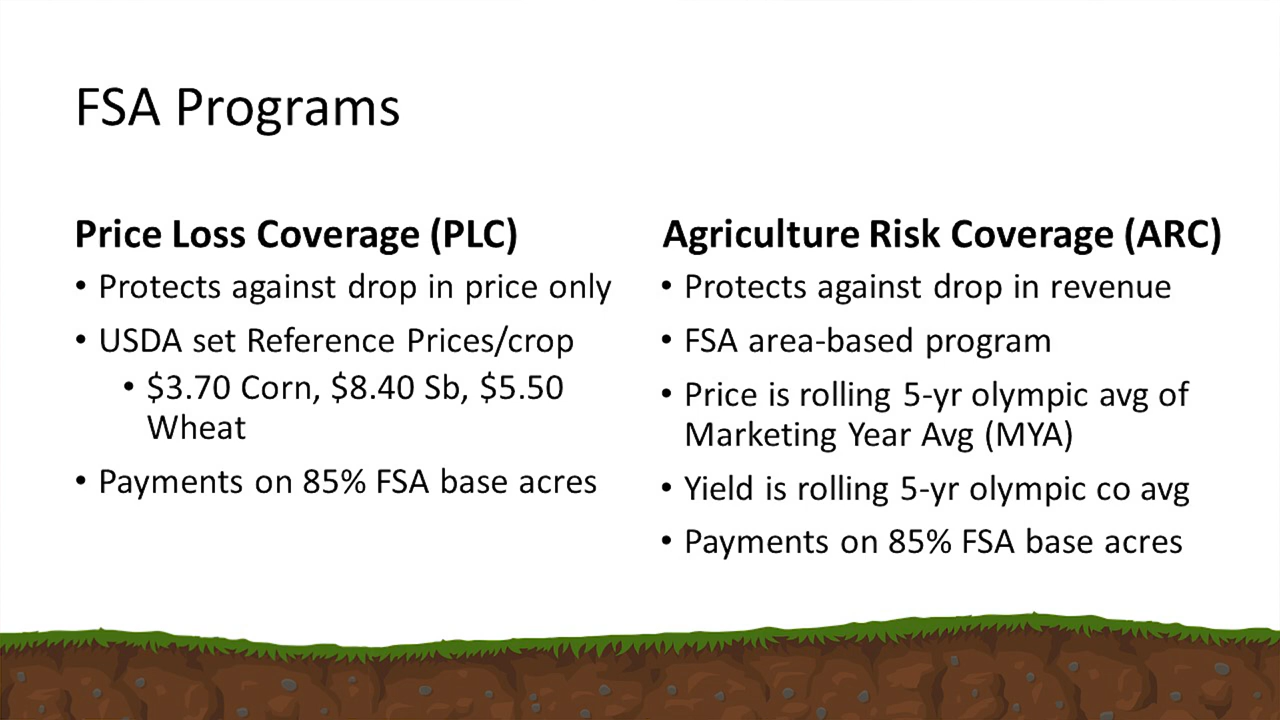 FSA Programs
Price Loss Coverage (PLC)
• Protects against drop in price only
• USDA set Reference Prices/crop
• $3.70 Corn, $8.40 Sb, $5.50
Wheat
• Payments on 85% FSA base acres
Agriculture Risk Coverage (ARC)
• Protects against drop in revenue
• FSA area-based program
• Price is rolling 5-yr olympic avg of
Marketing Year Avg (MYA)
• Yield is rolling 5-yr olympic co avg
• Payments on 85% FSA base acres